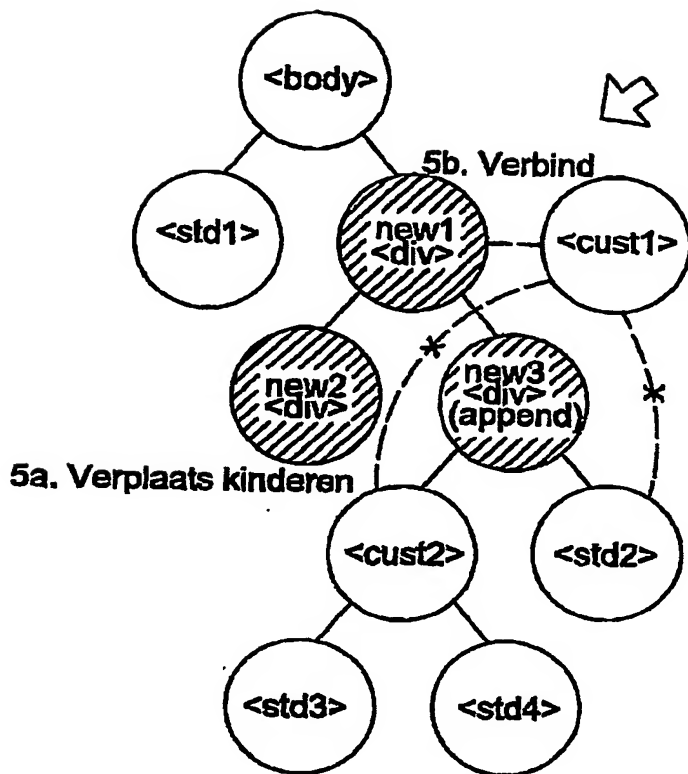 <body>
5b. Verbind
<std1>
new1
<div>
<cust1>
new2
<div>
new3
<div>
(append)
5a. Verplaats kinderen
<cust2>
<std2>
<std3>
<std4>